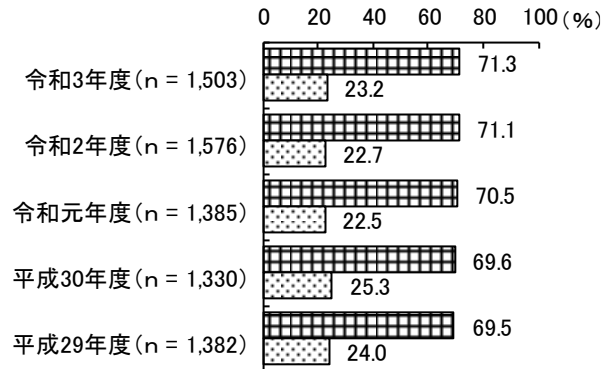 0 20 40 60 80 100 (%)
令和3年度(n = 1,503) 71.3
23.2
令和2年度(n = 1,576) 71.1
22.7
令和元年度(n = 1,385) 70.5
22.5
平成30年度(n = 1,330) 69.6
25.3
平成29年度(n = 1,382) 69.5
24.0